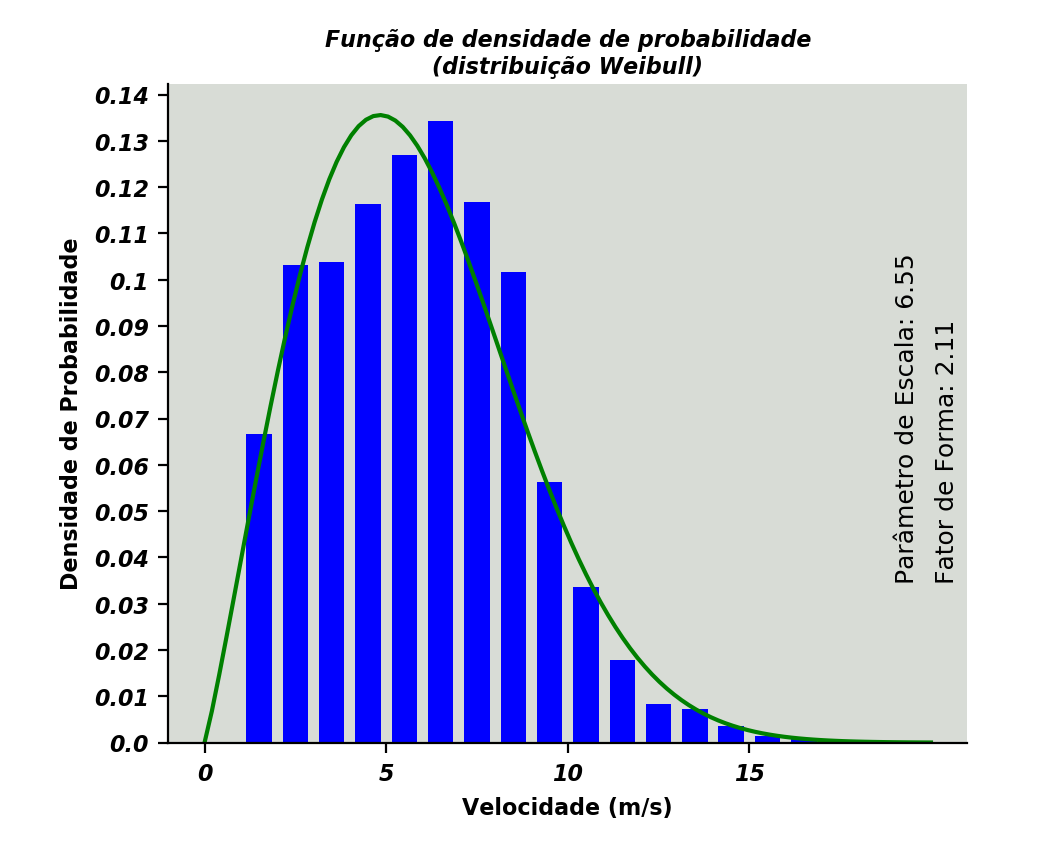 Função de densidade de probabilidade
(distribuição Weibull)
0.14
0.13
0.12
0.11
0.1
0.09
0.08
0.07
0.06
0.05
0.04
0.03
0.02
0.01
0.0
Densidade de Probabilidade
Parâmetro de Escala: 6.55
Fator de Forma: 2.11
0 5 10 15
Velocidade (m/s)